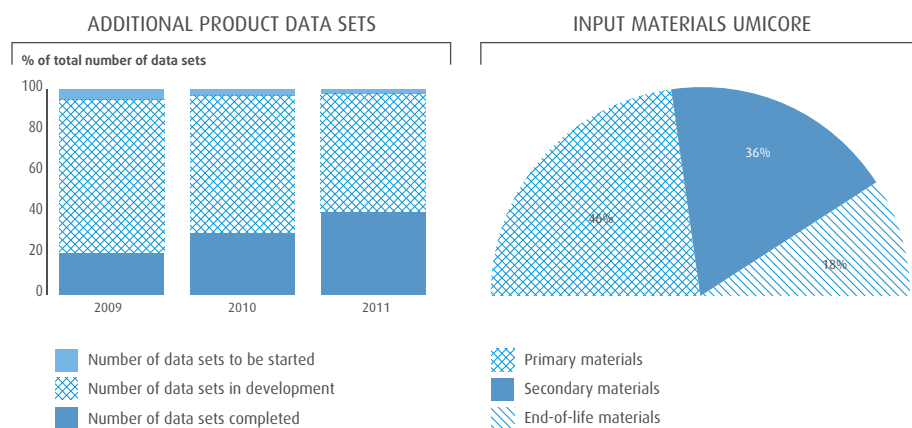 ADDITIONAL PRODUCT DATA SETS
% of total number of data sets
100
80
60
40
20
0
2009 2010 2011
Number of data sets to be started
Number of data sets in development
Number of data sets completed
INPUT MATERIALS UMICORE
36%
46%
18%
Primary materials
Secondary materials
End-of-life materials